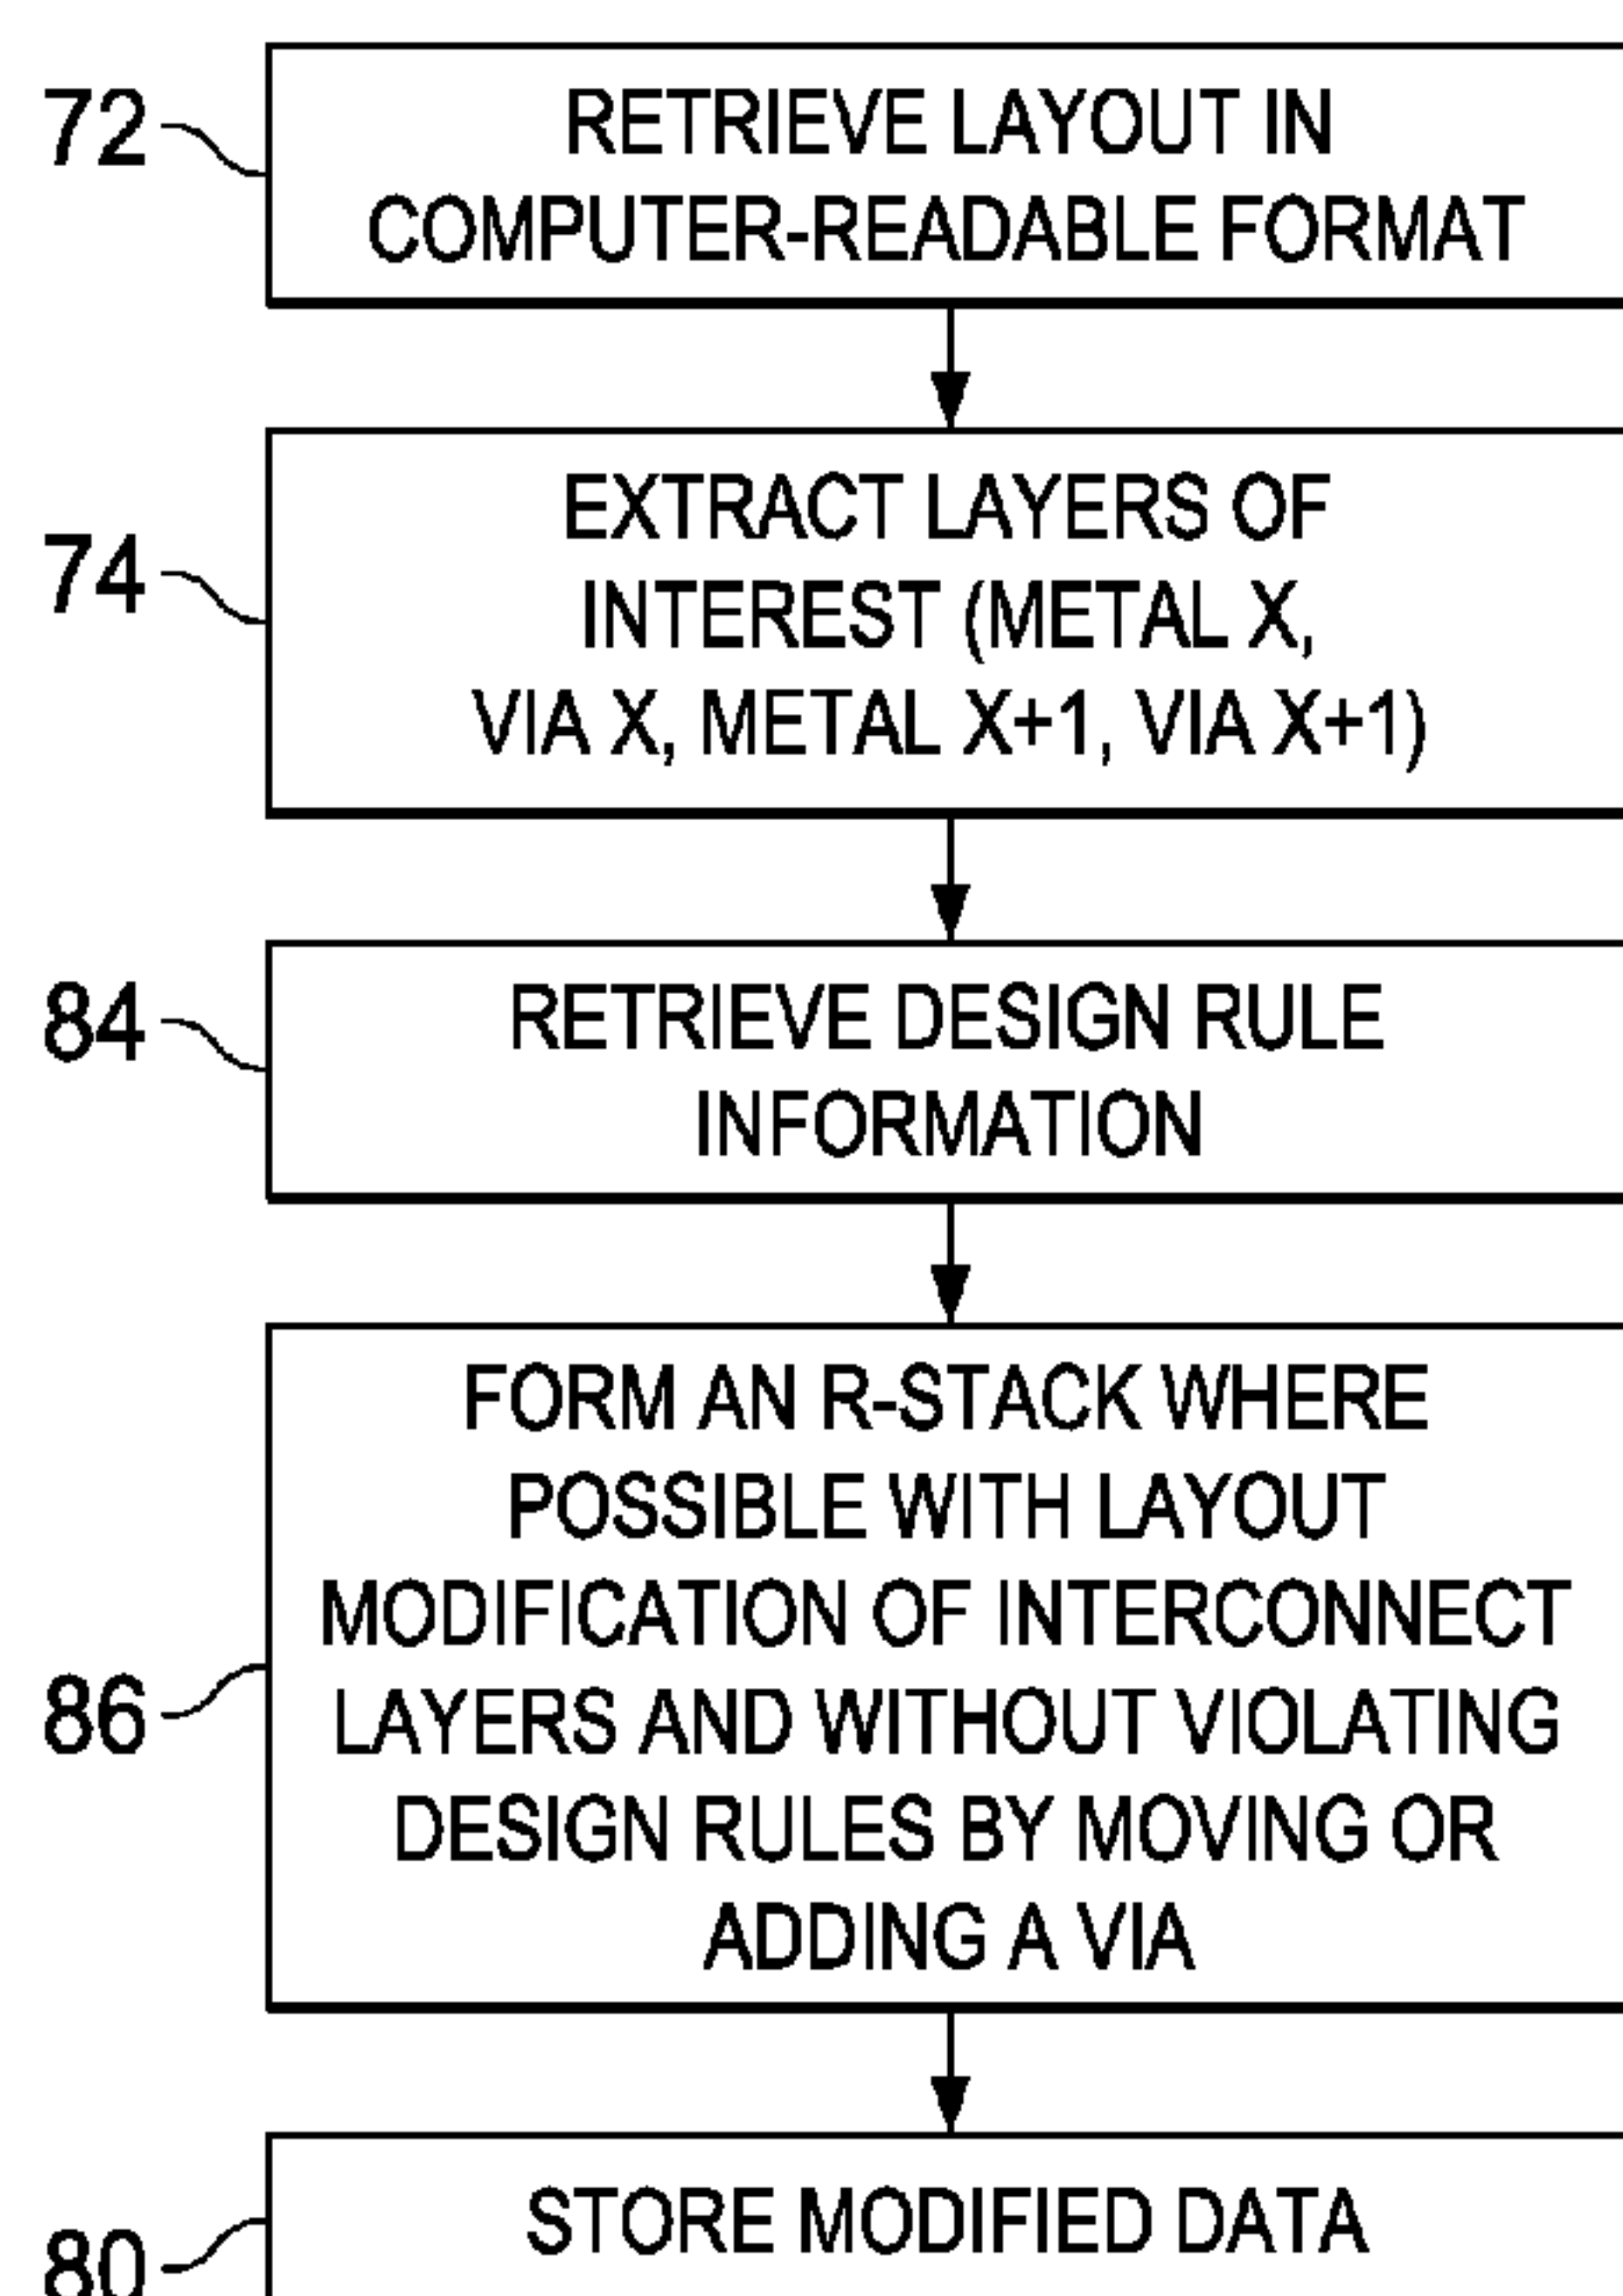 72
RETRIEVE LAYOUT IN
COMPUTER-READABLE FORMAT
74
EXTRACT LAYERS OF
INTEREST (METAL X,
VIA X, METAL X+1, VIA X+1)
84
RETRIEVE DESIGN RULE
INFORMATION
86
FORM AN R-STACK WHERE
POSSIBLE WITH LAYOUT
MODIFICATION OF INTERCONNECT
LAYERS AND WITHOUT VIOLATING
DESIGN RULES BY MOVING OR
ADDING A VIA
80
STORE MODIFIED DATA